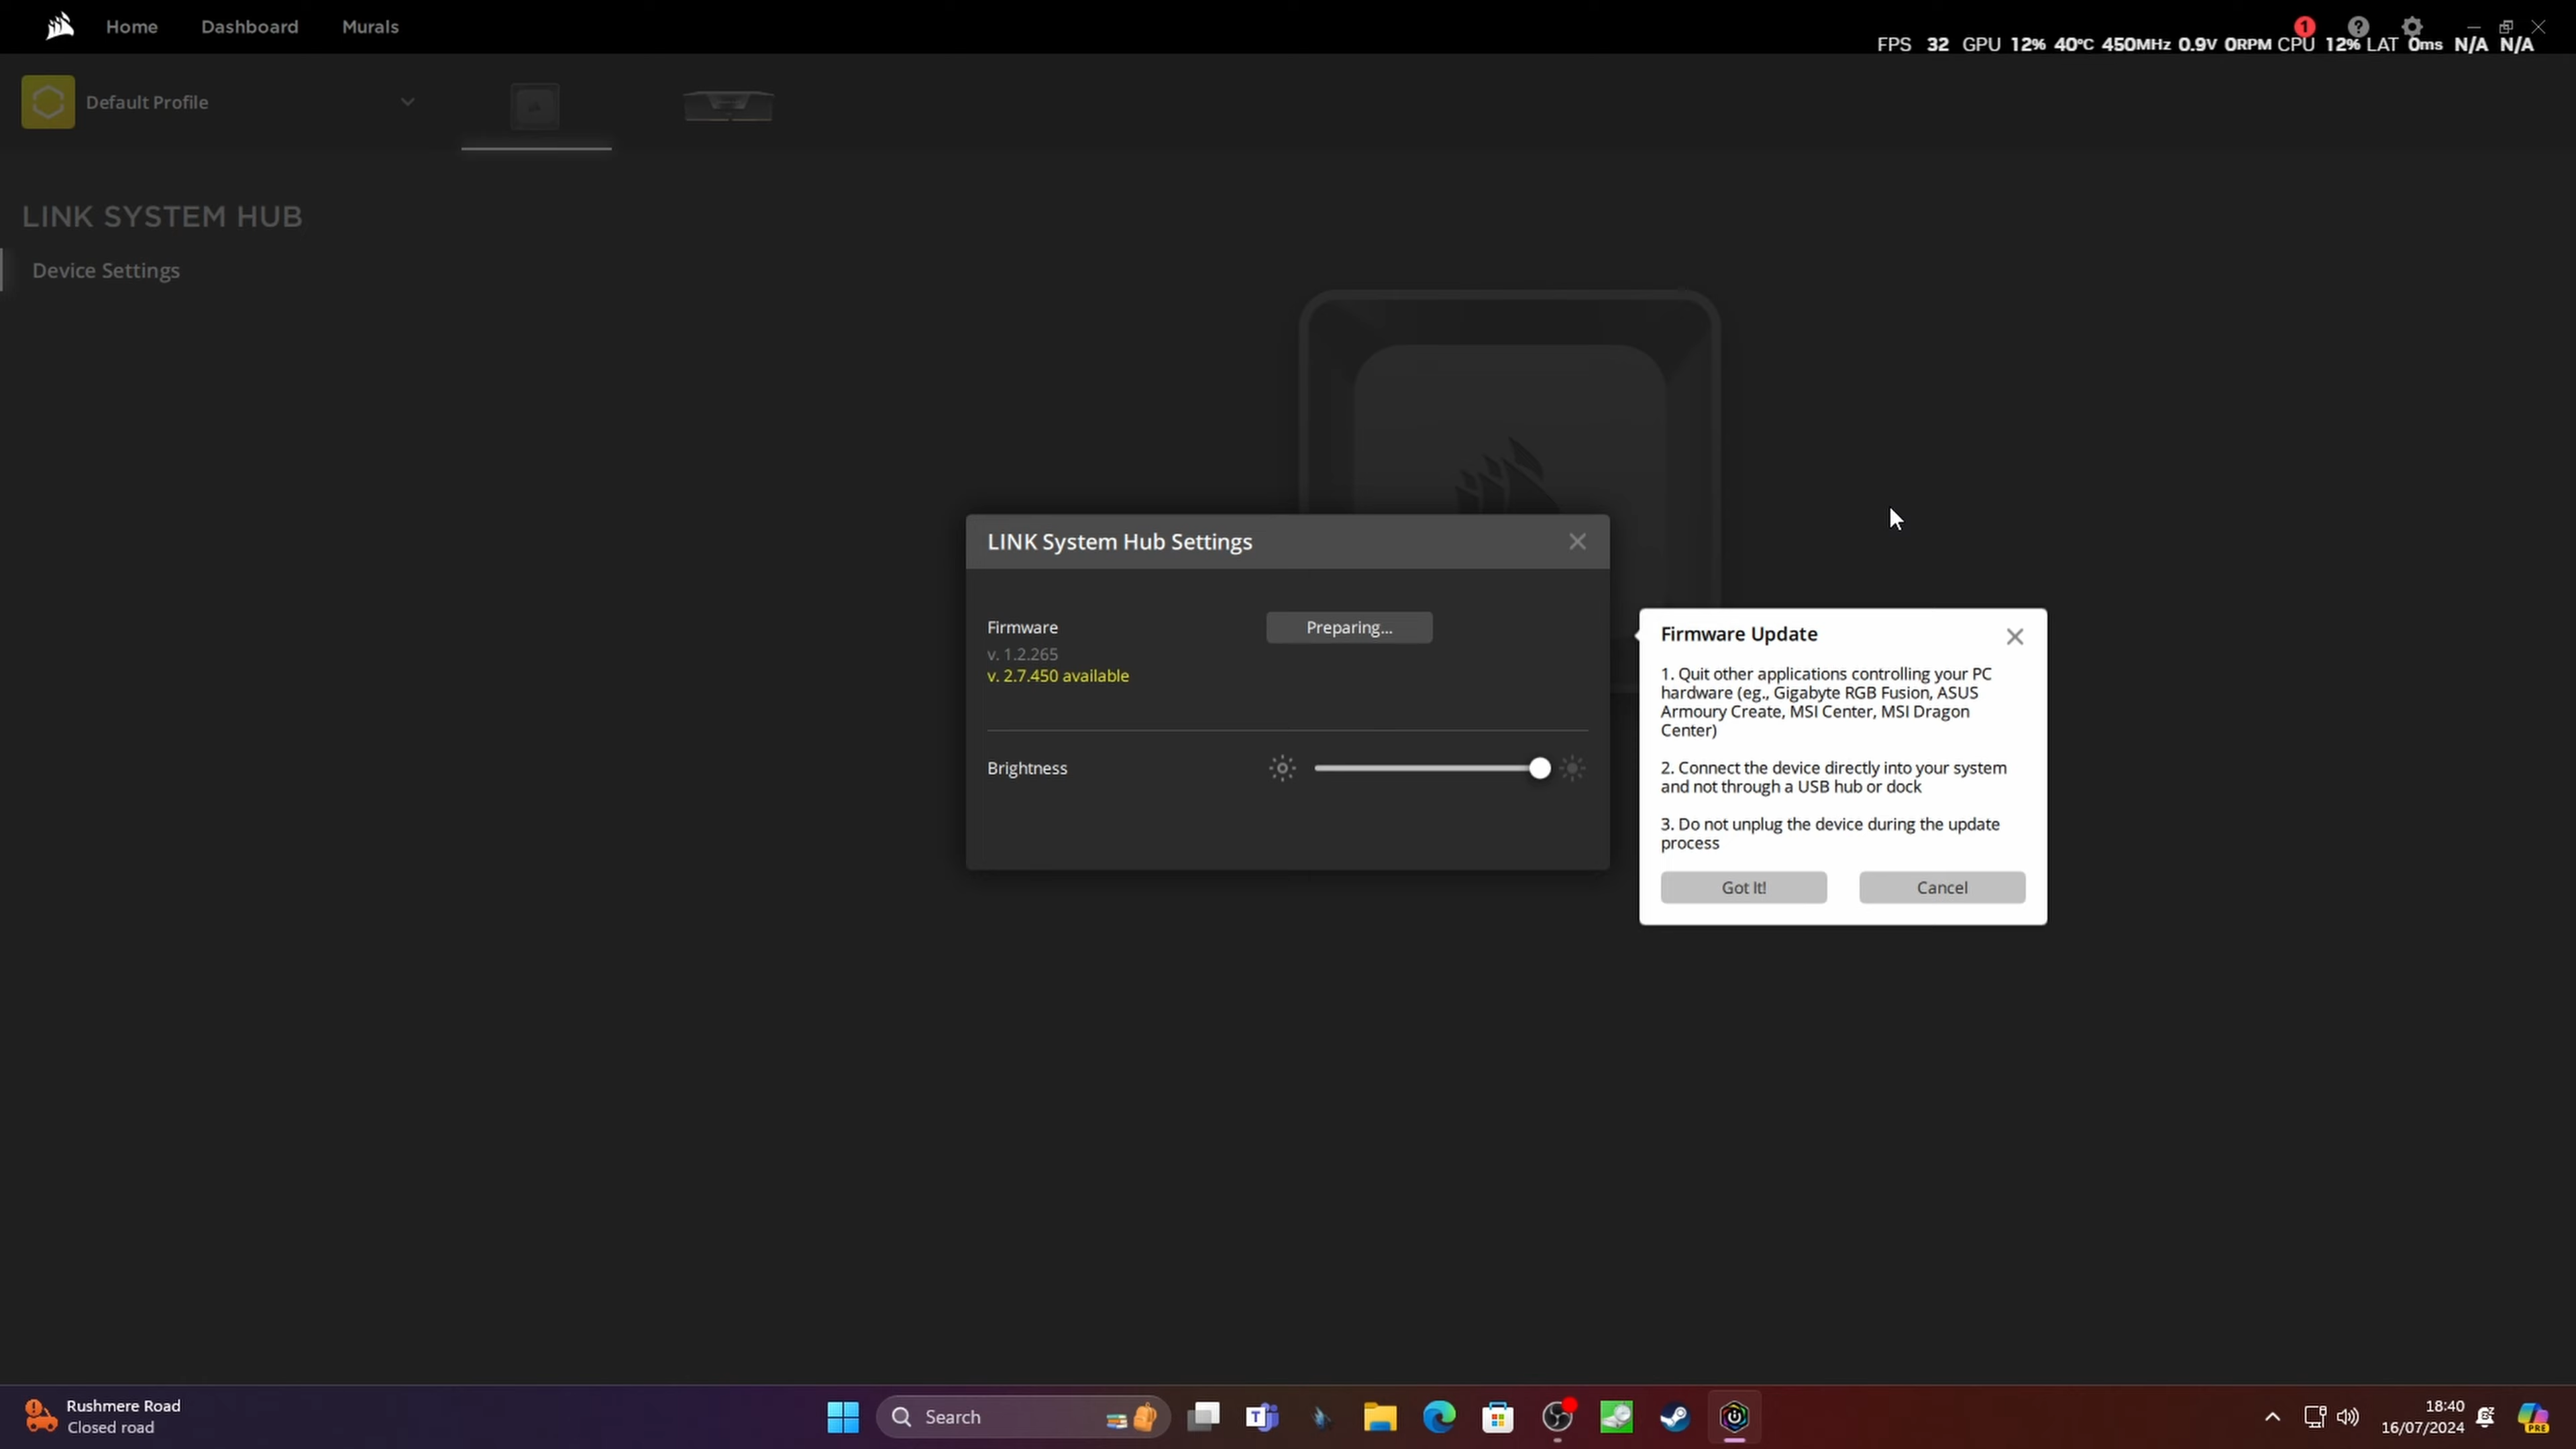 Home Dashboard Murals
1
FPS 32 GPU 12% 40°C 450MHz 0.9V 0RPM CPU 12% LAT 0ms N/A N/A
Default Profile
LINK SYSTEM HUB
Device Settings
LINK System Hub Settings
Firmware
Preparing...
v. 1.2.265
v. 2.7.450 available
Brightness
Firmware Update
1. Quit other applications controlling your PC
hardware (eg., Gigabyte RGB Fusion, ASUS
Armoury Create, MSI Center, MSI Dragon
Center)
2. Connect the device directly into your system
and not through a USB hub or dock
3. Do not unplug the device during the update
process
Got It!
Cancel
Rushmere Road
Closed road
Search
18:40
16/07/2024
PRE